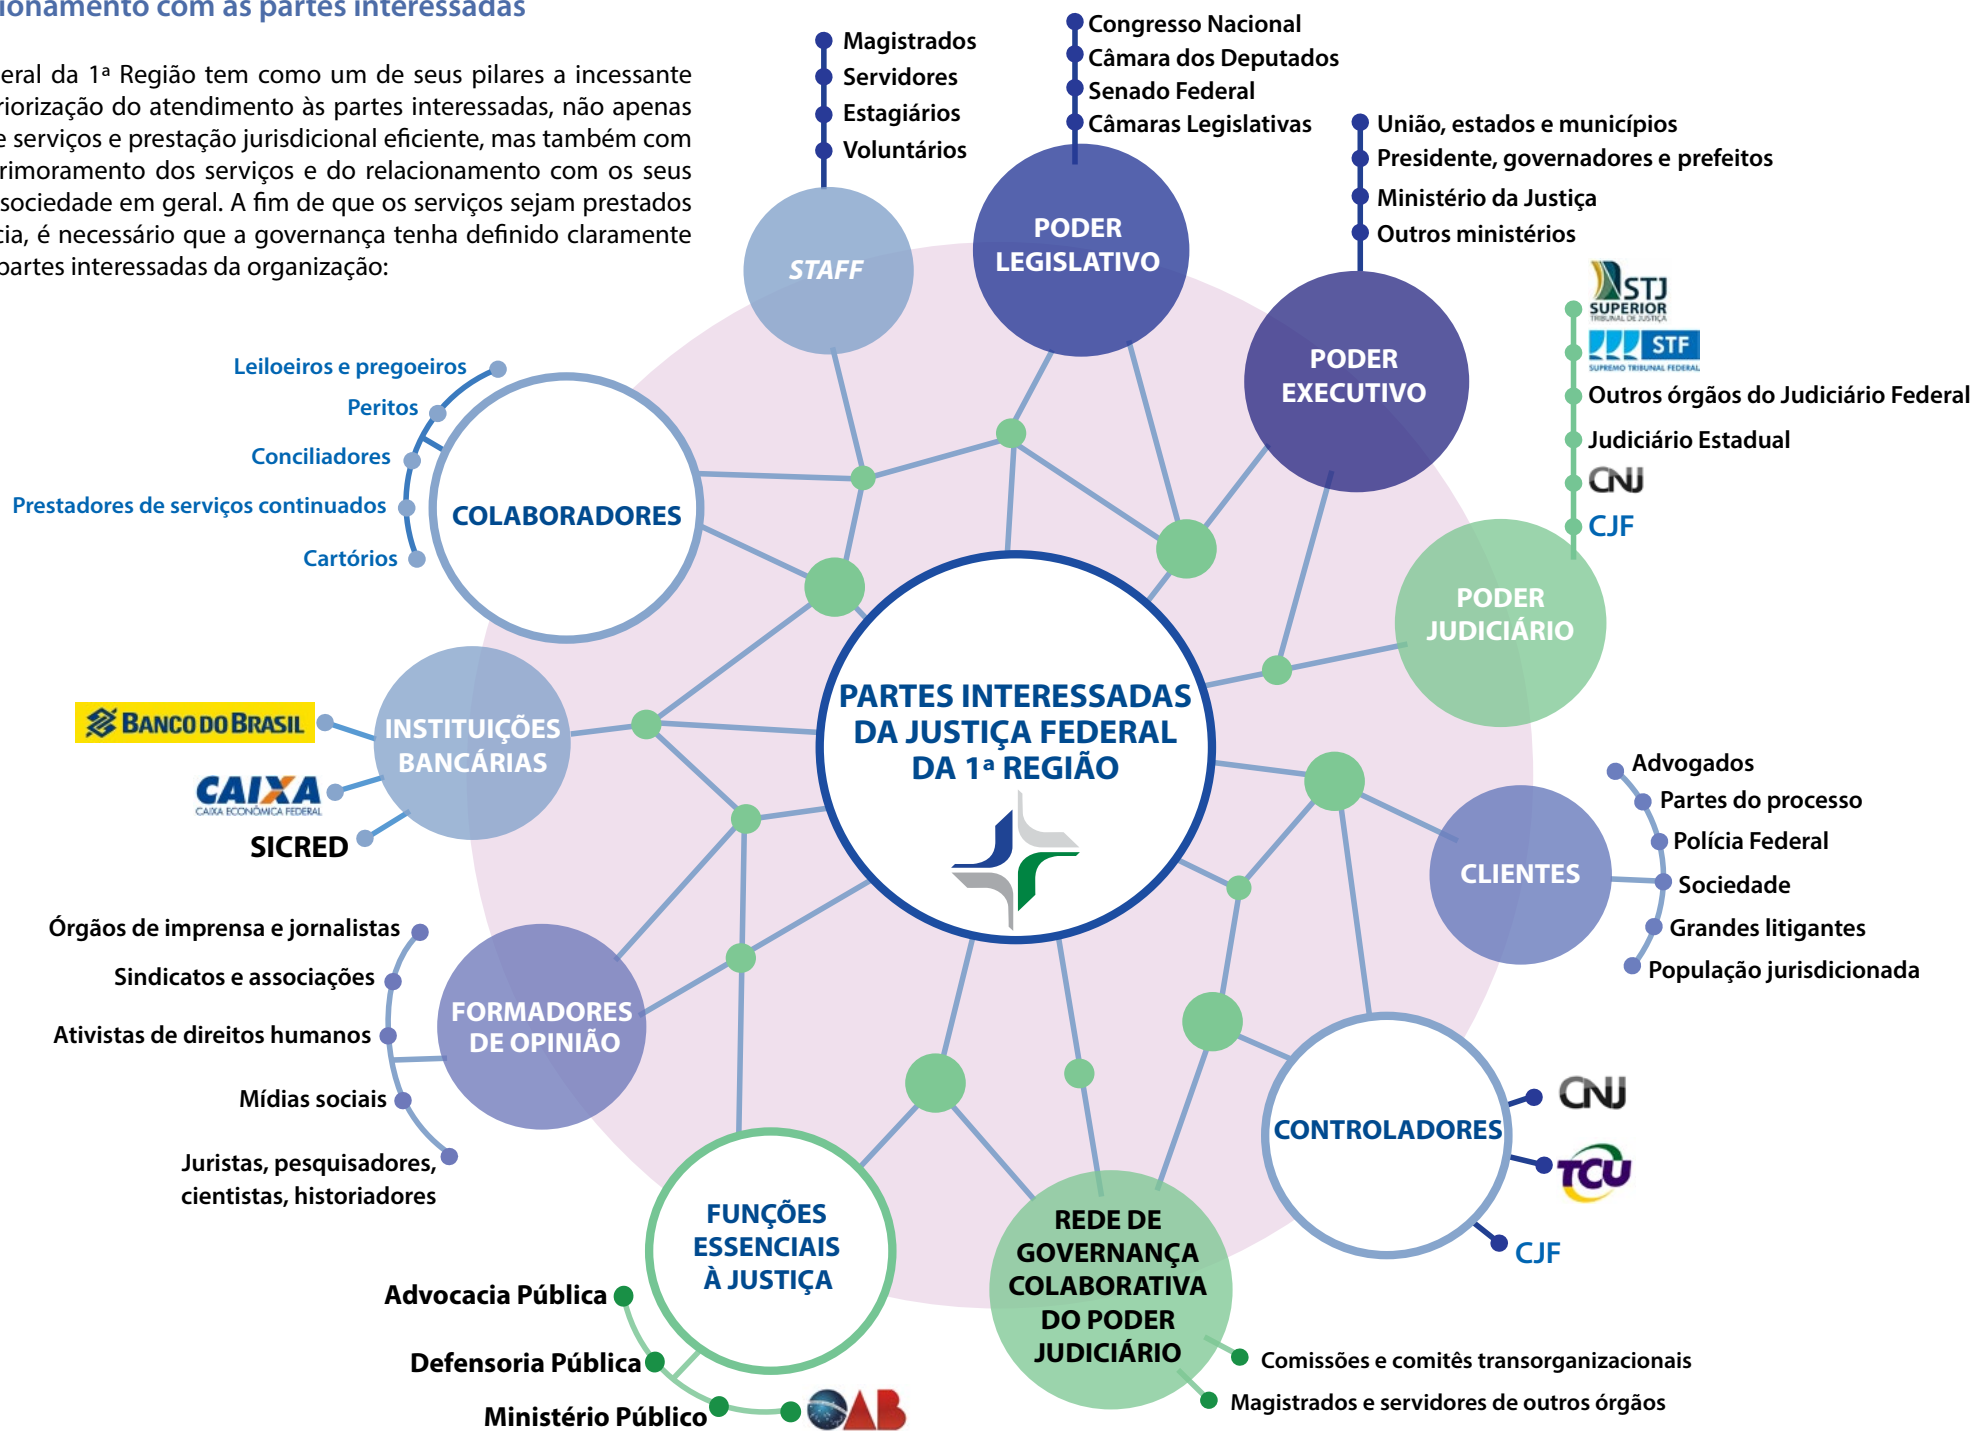 ionamento com as partes interessadas
eral da 1ª Região tem como um de seus pilares a incessante
riorização do atendimento às partes interessadas, não apenas
e serviços e prestação jurisdicional eficiente, mas também com
rimoramento dos serviços e do relacionamento com os seus
sociedade em geral. A fim de que os serviços sejam prestados
cia, é necessário que a governança tenha definido claramente
partes interessadas da organização:
Magistrados
Servidores
Estagiários
Voluntários
STAFF
Congresso Nacional
Câmara dos Deputados
Senado Federal
Câmaras Legislativas
PODER
LEGISLATIVO
União, estados e municípios
Presidente, governadores e prefeitos
Ministério da Justiça
Outros ministérios
PODER
EXECUTIVO
STJ
SUPERIOR
TRIBUNAL DE JUSTIÇA
STF
SUPREMO TRIBUNAL FEDERAL
Outros órgãos do Judiciário Federal
Judiciário Estadual
CNJ
CJF
PODER
JUDICIÁRIO
Leiloeiros e pregoeiros
Peritos
Conciliadores
Prestadores de serviços continuados
Cartórios
COLABORADORES
PARTES INTERESSADAS
DA JUSTIÇA FEDERAL
DA 1ª REGIÃO
BANCO DO BRASIL
CAIXA
CAIXA ECONÔMICA FEDERAL
SICRED
INSTITUIÇÕES
BANCÁRIAS
Advogados
Partes do processo
Polícia Federal
Sociedade
Grandes litigantes
População jurisdicionada
CLIENTES
Órgãos de imprensa e jornalistas
Sindicatos e associações
Ativistas de direitos humanos
Mídias sociais
Juristas, pesquisadores,
cientistas, historiadores
FORMADORES
DE OPINIÃO
CONTROLADORES
CNJ
TCU
CJF
FUNÇÕES
ESSENCIAIS
À JUSTIÇA
Advocacia Pública
Defensoria Pública
Ministério Público
OAB
REDE DE
GOVERNANÇA
COLABORATIVA
DO PODER
JUDICIÁRIO
Comissões e comitês transorganizacionais
Magistrados e servidores de outros órgãos